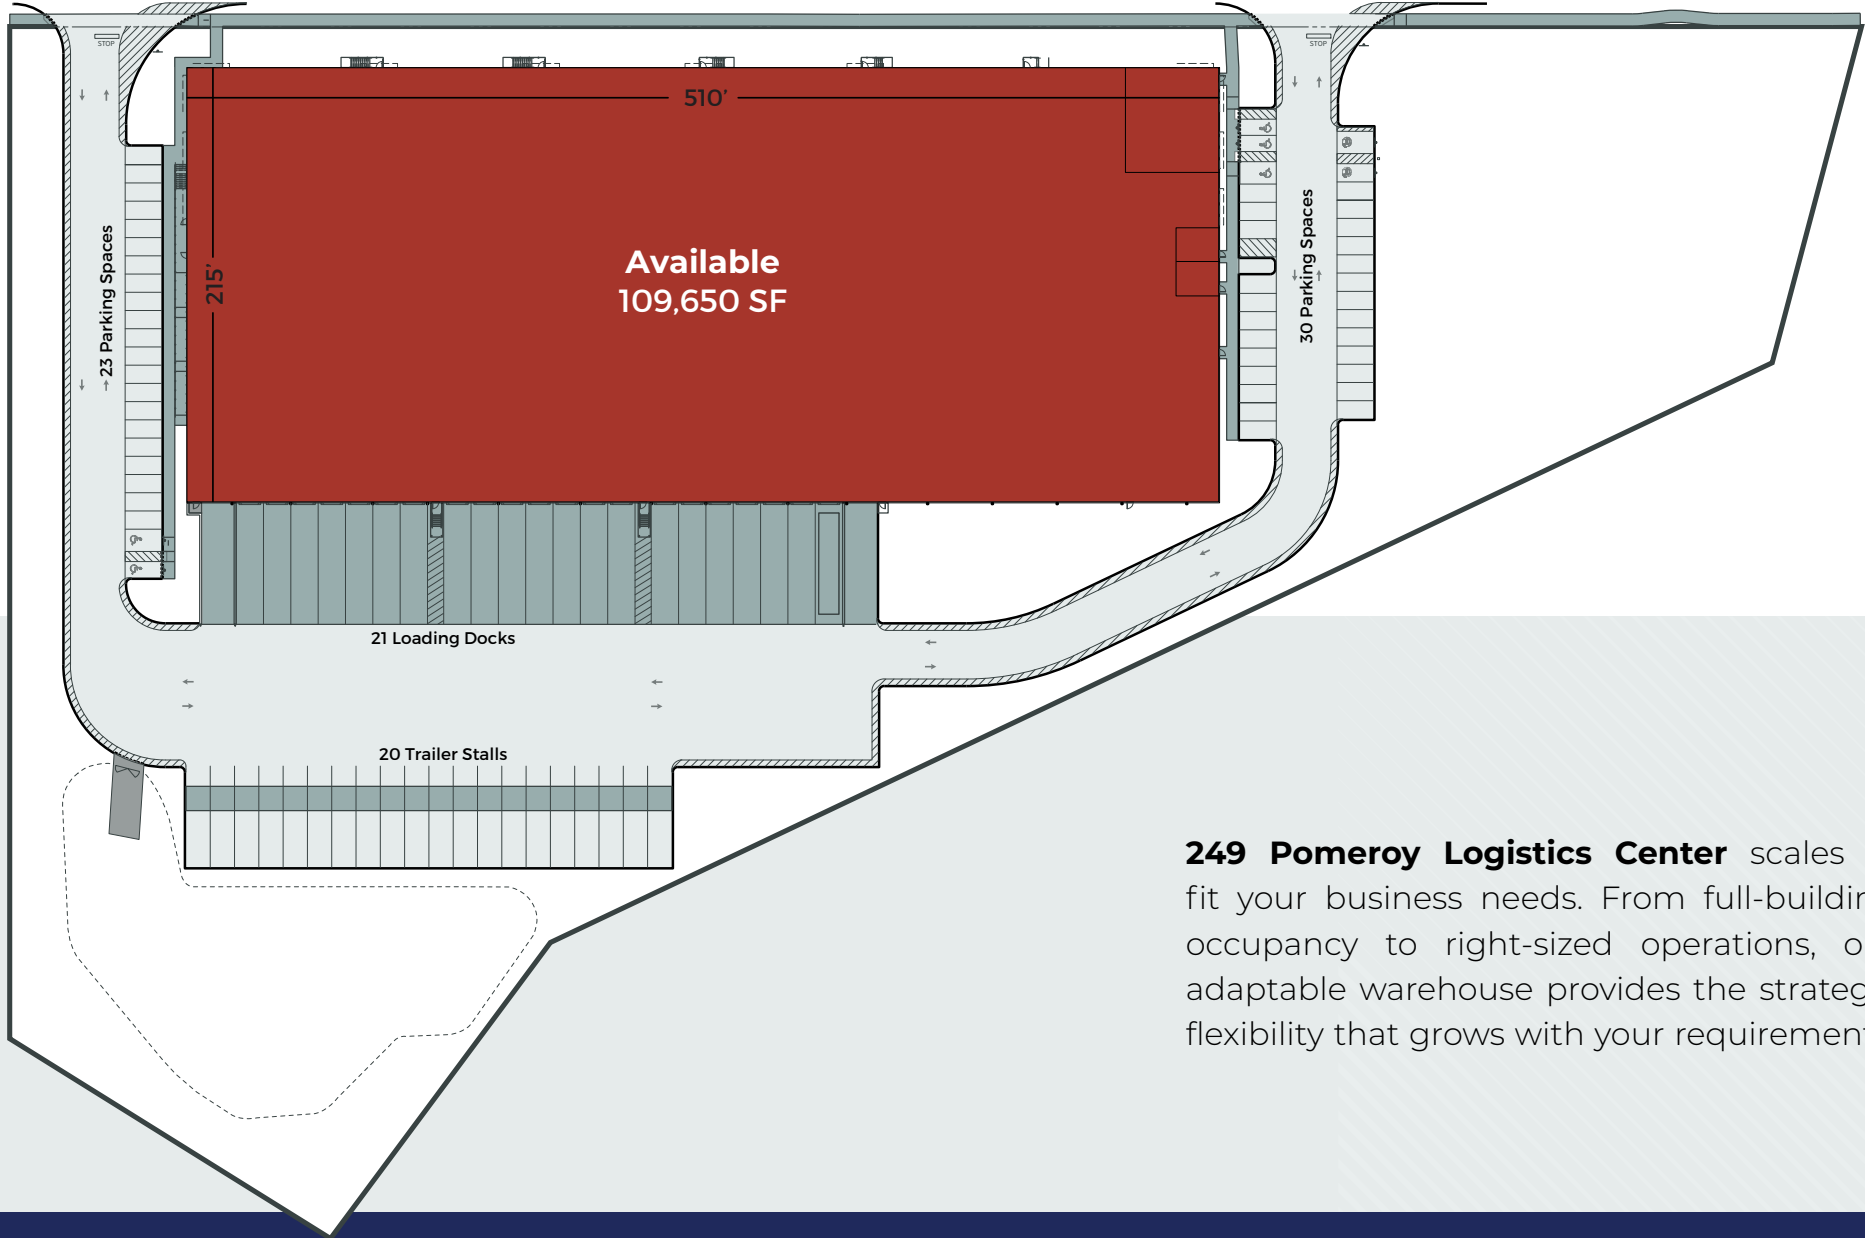 STOP
STOP
510'
215'
Available
109,650 SF
23 Parking Spaces
30 Parking Spaces
21 Loading Docks
20 Trailer Stalls
249 Pomeroy Logistics Center scales
fit your business needs. From full-buildin
occupancy to right-sized operations, o
adaptable warehouse provides the strateg
flexibility that grows with your requirement